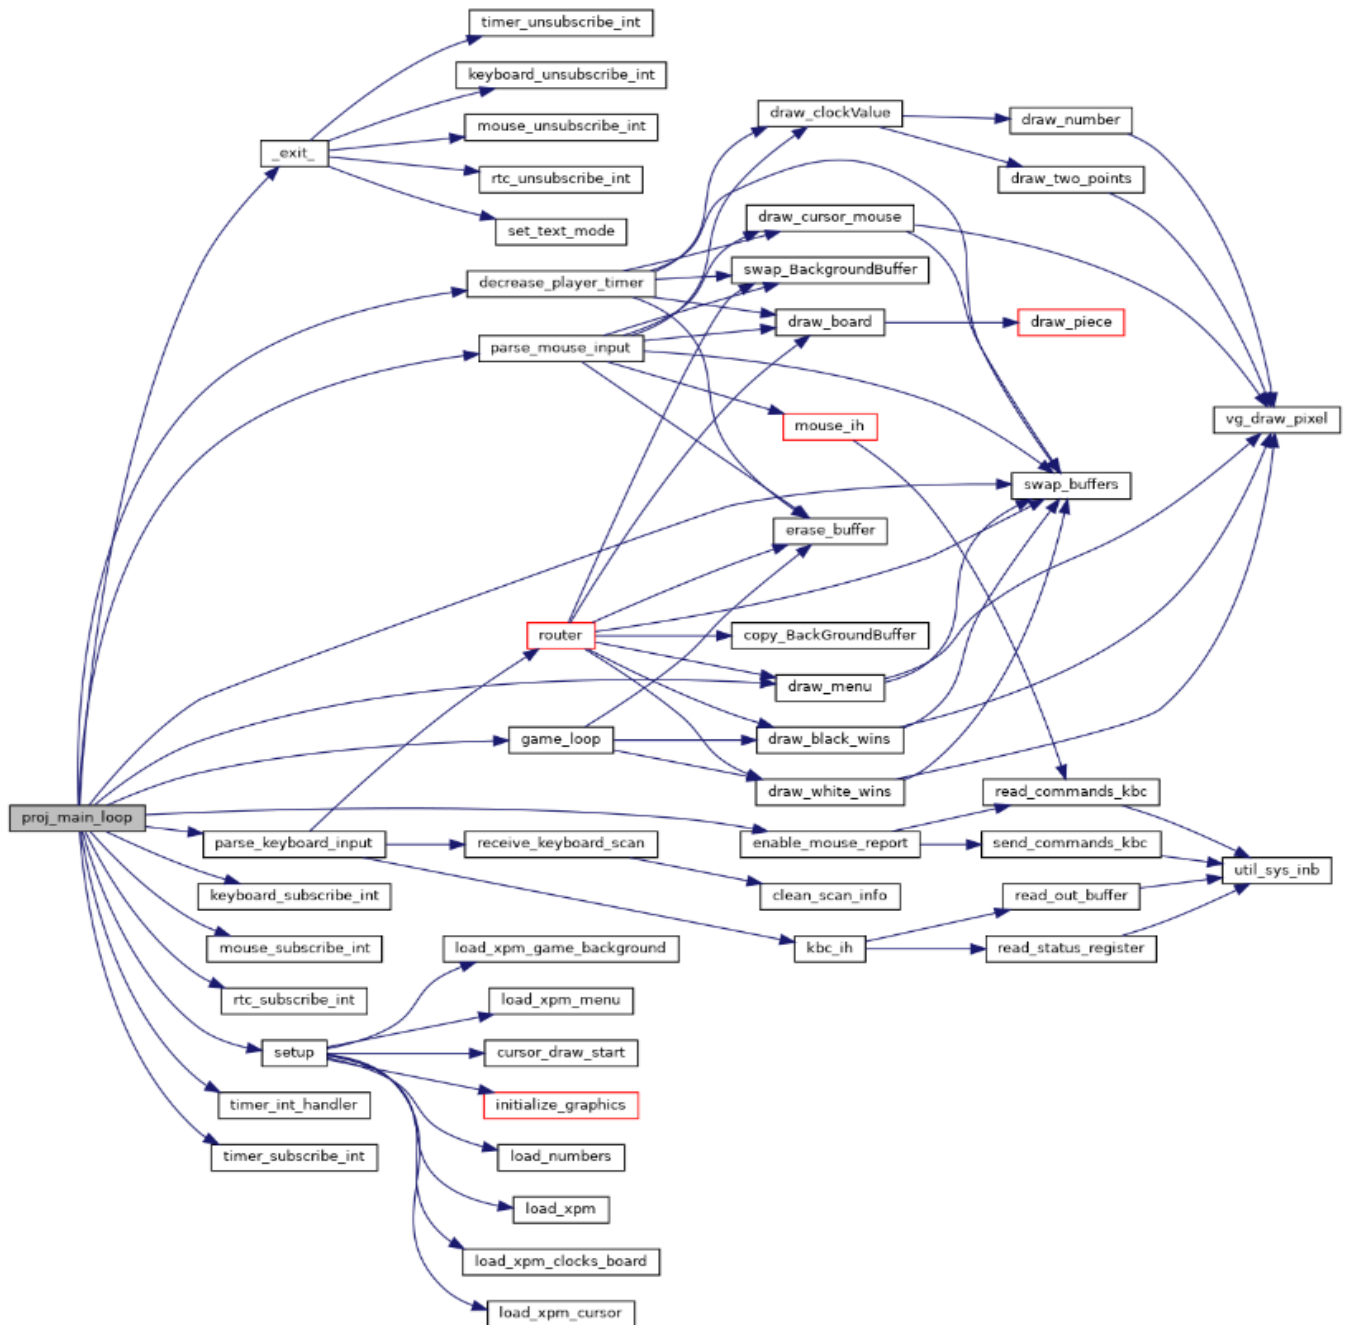 timer_unsubscribe_int
keyboard_unsubscribe_int
draw_clockValue
draw_number
mouse_unsubscribe_int
_exit_
rtc_unsubscribe_int
draw_two_points
draw_cursor_mouse
set_text_mode
swap_BackgroundBuffer
decrease_player_timer
draw_board
draw_piece
parse_mouse_input
vg_draw_pixel
mouse_ih
swap_buffers
erase_buffer
router
copy_BackGroundBuffer
draw_menu
game_loop
draw_black_wins
draw_white_wins
read_commands_kbc
proj_main_loop
parse_keyboard_input
receive_keyboard_scan
enable_mouse_report
send_commands_kbc
util_sys_inb
keyboard_subscribe_int
clean_scan_info
read_out_buffer
mouse_subscribe_int
load_xpm_game_background
kbc_ih
read_status_register
rtc_subscribe_int
load_xpm_menu
setup
cursor_draw_start
timer_int_handler
initialize_graphics
timer_subscribe_int
load_numbers
load_xpm
load_xpm_clocks_board
load_xpm_cursor